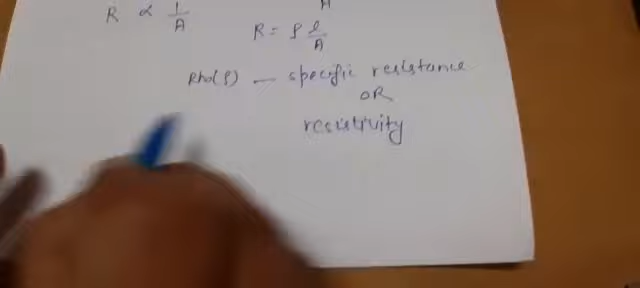 R ∝ 1/A
R = ρ l/A
Rho(ρ) — specific resistance
OR
resistivity